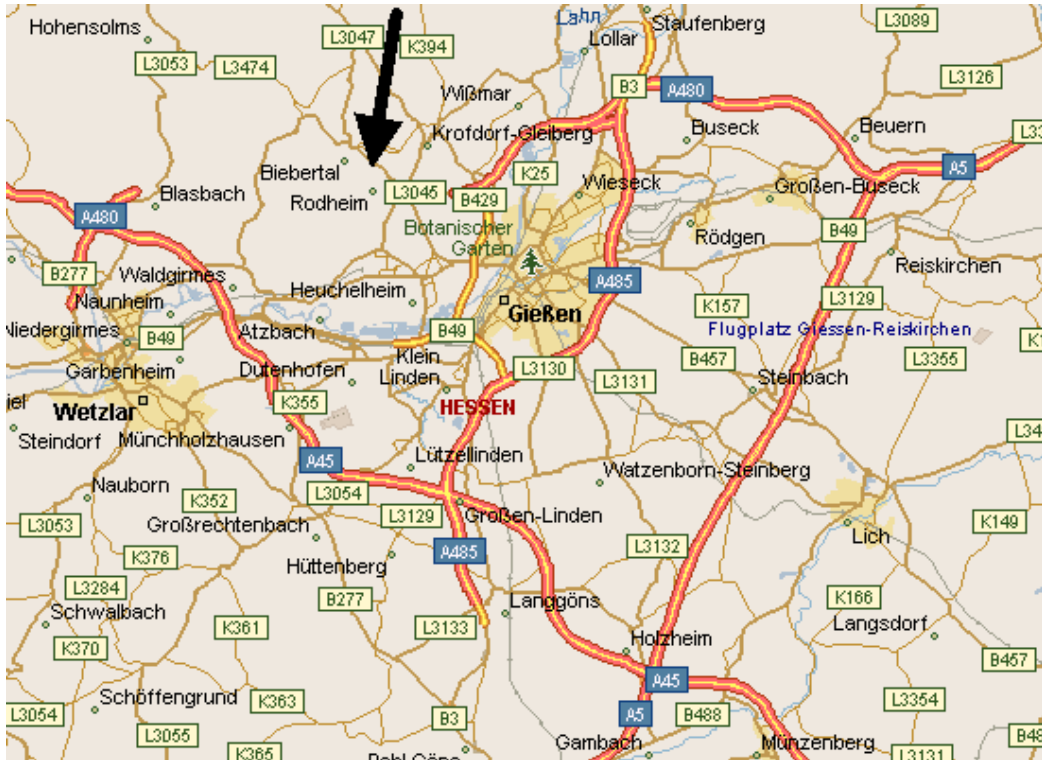 Lahn
Staufenberg
L3089
Hohensolms
L3047
K394
Lollar
L3053
L3474
L3126
B3
A480
Wißmar
Krofdorf-Gleiberg
Buseck
Beuern
Biebertal
K25
A5
Blasbach
Rodheim
L3045
B429
Wieseck
Großen-Buseck
A480
Botanischer
Garten
Rödgen
B49
B277
Waldgirmes
Reiskirchen
Naunheim
Heuchelheim
A485
K157
L3129
Gießen
Niedergirmes
B49
Atzbach
B49
Flugplatz Giessen-Reiskirchen
Garbenheim
Dutenhofen
Klein
Linden
L3130
L3131
B457
L3355
Steinbach
Wetzlar
K355
HESSEN
Steindorf
Münchholzhausen
A45
Lützellinden
Watzenborn-Steinberg
Nauborn
K352
L3054
L3053
Großrechtenbach
L3129
Großen-Linden
K149
Lich
K376
Hüttenberg
A485
L3132
L3284
B277
K166
Schwalbach
K361
L3133
Langgöns
Langsdorf
K370
Holzheim
B457
A45
Schöffengrund
K363
L3354
L3054
B3
A5
B488
L3055
K365
Gambach
Münzenberg
L3131